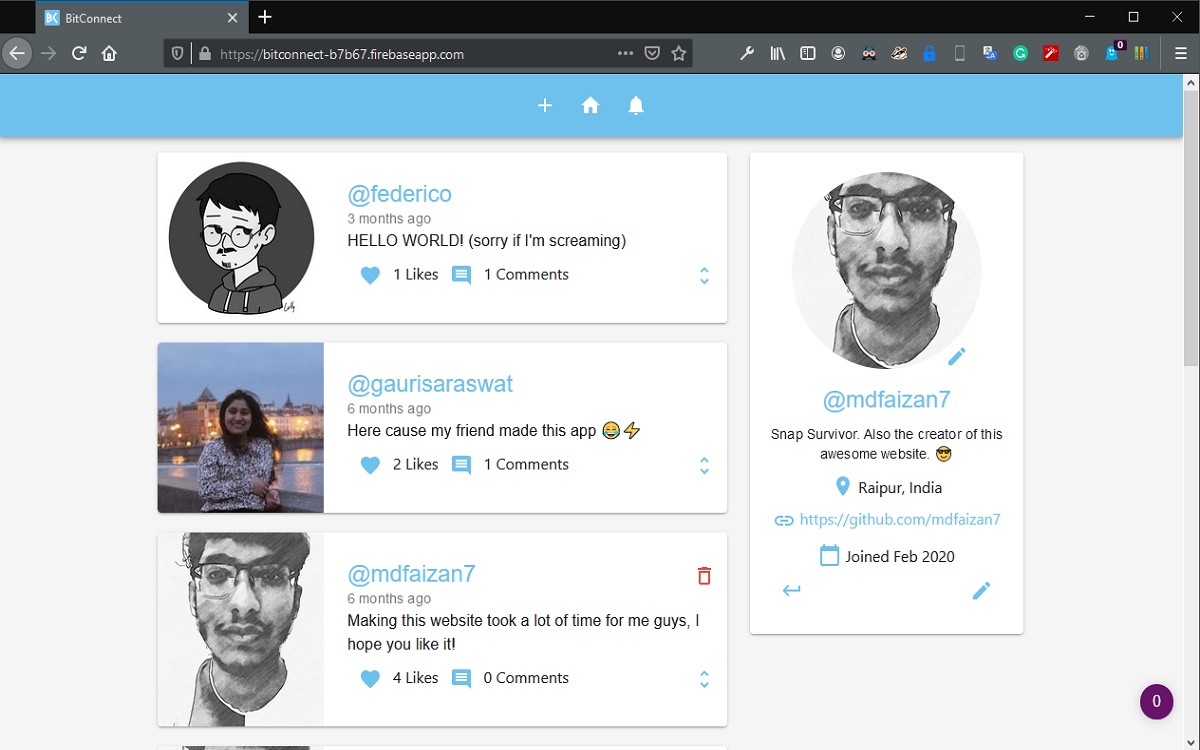 BitConnect
https://bitconnect-b7b67.firebaseapp.com
0
@federico
3 months ago
HELLO WORLD! (sorry if I'm screaming)
1 Likes 1 Comments
@gaurisaraswat
6 months ago
Here cause my friend made this app 😂⚡
2 Likes 1 Comments
@mdfaizan7
6 months ago
Making this website took a lot of time for me guys, I
hope you like it!
4 Likes 0 Comments
@mdfaizan7
Snap Survivor. Also the creator of this
awesome website. 😎
Raipur, India
https://github.com/mdfaizan7
Joined Feb 2020
0